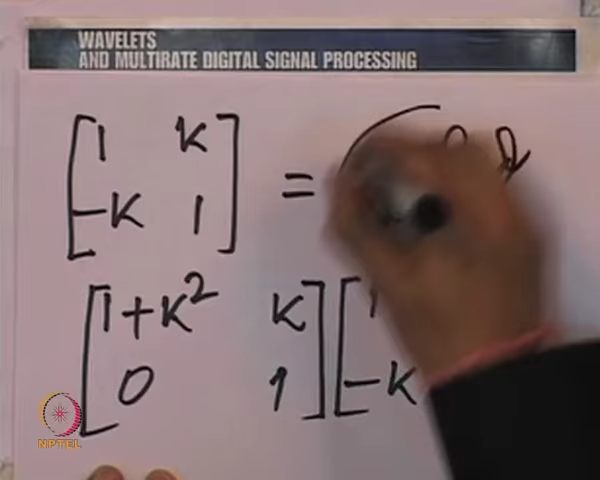 WAVELETS
AND MULTIRATE DIGITAL SIGNAL PROCESSING
[1 K
-K 1] =
[1+K² K
0 1] [
-K
NPTEL